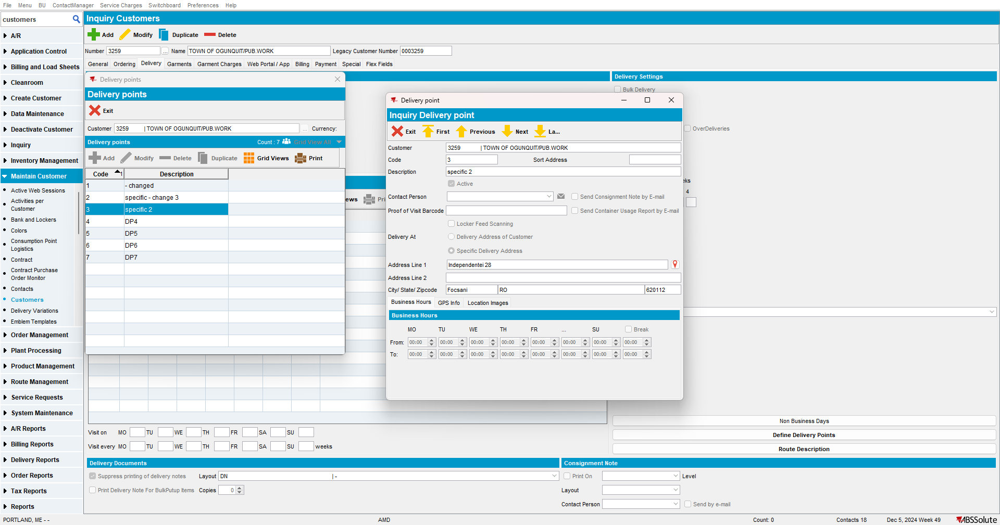 File Menu BU ContactManager Service Charges Switchboard Preferences Help
customers
Inquiry Customers
Add Modify Duplicate Delete
Number 3259 ... Name TOWN OF OGUNQUIT/PUB.WORK Legacy Customer Number 0003259
General Ordering Delivery Garments Garment Charges Web Portal / App Billing Payment Special Flex Fields
A/R
Application Control
Billing and Load Sheets
Cleanroom
Create Customer
Data Maintenance
Deactivate Customer
Inquiry
Inventory Management
Maintain Customer
Active Web Sessions
Activities per
Customer
Bank and Lockers
Colors
Consumption Point
Logistics
Contract
Contract Purchase
Order Monitor
Contacts
Customers
Delivery Variations
Emblem Templates
Order Management
Plant Processing
Product Management
Route Management
Service Requests
System Maintenance
A/R Reports
Billing Reports
Delivery Reports
Order Reports
Tax Reports
Reports
Delivery points
Delivery points
Exit
Customer 3259 | TOWN OF OGUNQUIT/PUB.WORK ... Currency:
Delivery points Count : 7 Grid View All
Add Modify Delete Duplicate Grid Views Print
Code 1 Description
1 - changed
2 specific - change 3
3 specific 2
4 DP4
5 DP5
6 DP6
7 DP7
Delivery Settings
Bulk Delivery
OverDeliveries
4
Delivery point
Inquiry Delivery point
Exit First Previous Next La...
Customer 3259 | TOWN OF OGUNQUIT/PUB.WORK
Code 3 Sort Address
Description specific 2
Active
Contact Person Send Consignment Note by E-mail
Proof of Visit Barcode Send Container Usage Report by E-mail
Locker Feed Scanning
Delivery At Delivery Address of Customer
Specific Delivery Address
Address Line 1 Independentei 28
Address Line 2
City/ State/ Zipcode Focsani RO 620112
Business Hours GPS Info Location Images
Business Hours
MO TU WE TH FR ... SU Break
From: 00:00 00:00 00:00 00:00 00:00 00:00 00:00 00:00
To: 00:00 00:00 00:00 00:00 00:00 00:00 00:00 00:00
Non Business Days
Define Delivery Points
Route Description
Visit on MO TU WE TH FR SA SU
Visit every MO TU WE TH FR SA SU weeks
Delivery Documents
Suppress printing of delivery notes Layout DN | -
Print Delivery Note For BulkPutup Items Copies 0
Consignment Note
Print On Level
Layout
Contact Person Send by e-mail
PORTLAND, ME - - AMD Count: 0 Contacts 18 Dec 5, 2024 Week 49 ABSSolute